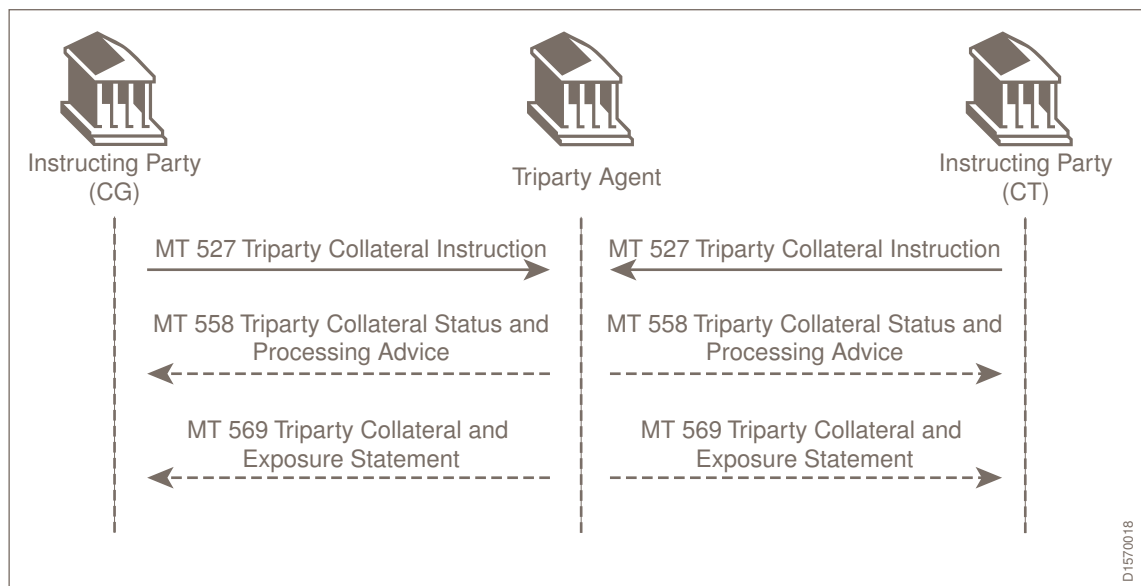 Instructing Party
(CG)
Triparty Agent
Instructing Party
(CT)
MT 527 Triparty Collateral Instruction
MT 527 Triparty Collateral Instruction
MT 558 Triparty Collateral Status and
Processing Advice
MT 558 Triparty Collateral Status and
Processing Advice
MT 569 Triparty Collateral and
Exposure Statement
MT 569 Triparty Collateral and
Exposure Statement
D1570018